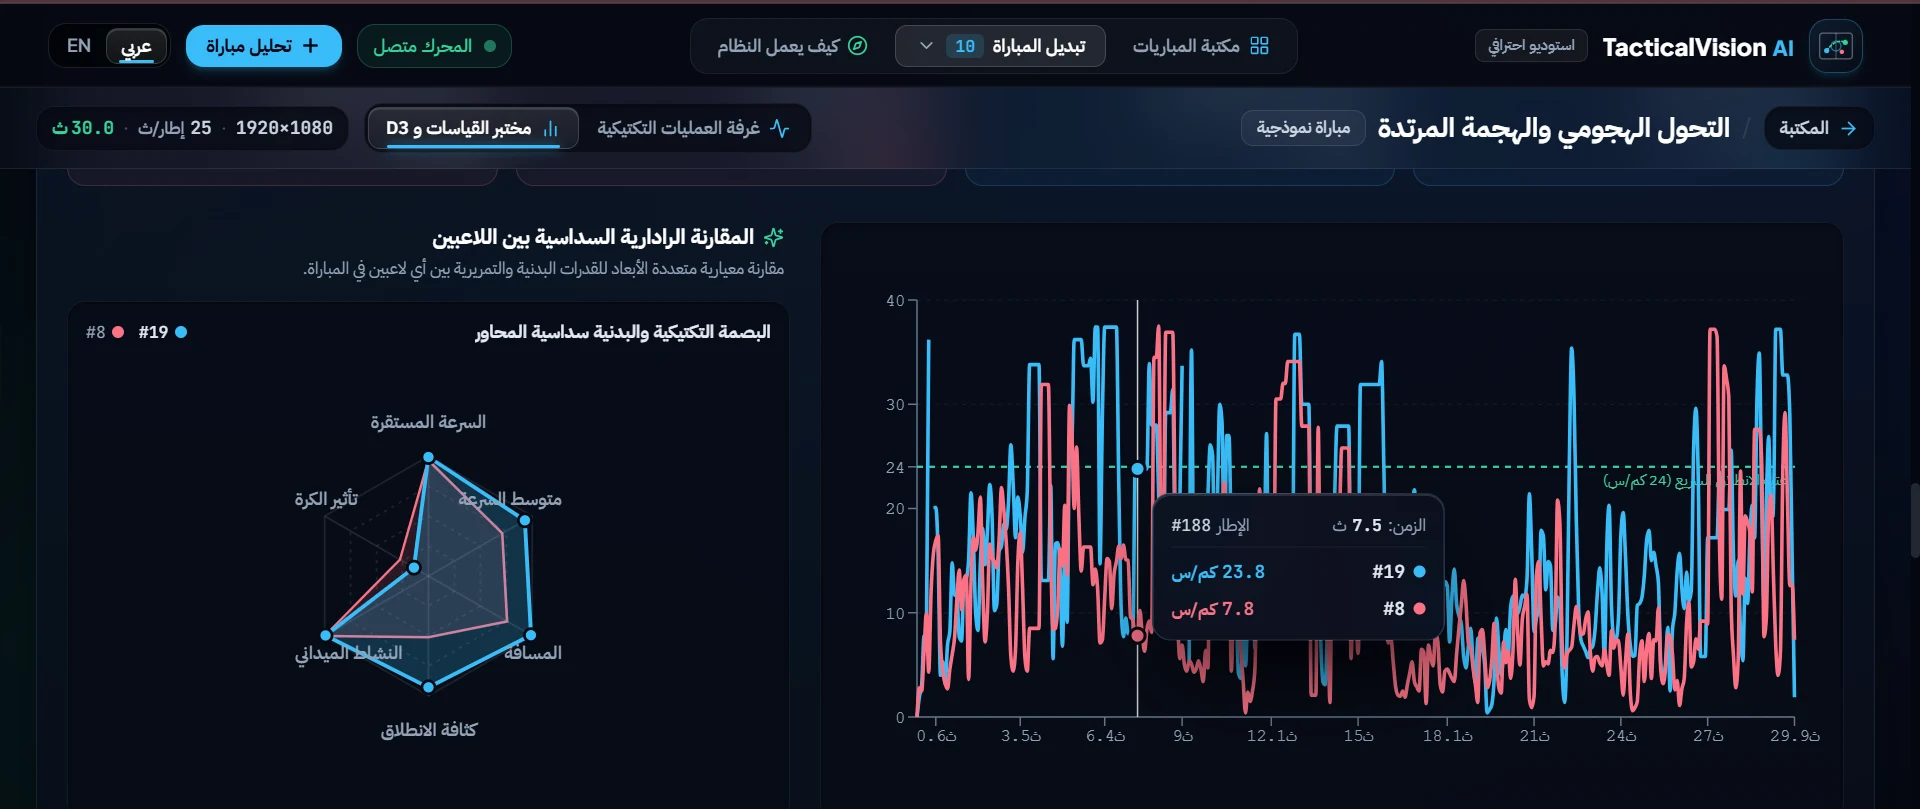 TacticalVision AI
استوديو احترافي
مكتبة المباريات
تبديل المباراة 10
كيف يعمل النظام
المحرك متصل
تحليل مباراة
عربي
EN
المكتبة
/
التحول الهجومي والهجمة المرتدة
مباراة نموذجية
غرفة العمليات التكتيكية
مختبر القياسات و D3
1920×1080 · 25 إطار/ث · 30.0 ث
40
30
24
20
10
0
السريع (24 كم/س)
الزمن: 7.5 ث
الإطار #188
#19
23.8 كم/س
#8
7.8 كم/س
0.6ث
3.5ث
6.4ث
9ث
12.1ث
15ث
18.1ث
21ث
24ث
27ث
29.9ث
المقارنة الرادارية السداسية بين اللاعبين
مقارنة معيارية متعددة الأبعاد للقدرات البدنية والتمريرية بين أي لاعبين في المباراة.
البصمة التكتيكية والبدنية سداسية المحاور
#19
#8
السرعة المستقرة
متوسط السرعة
تأثير الكرة
المسافة
النشاط الميداني
كثافة الانطلاق